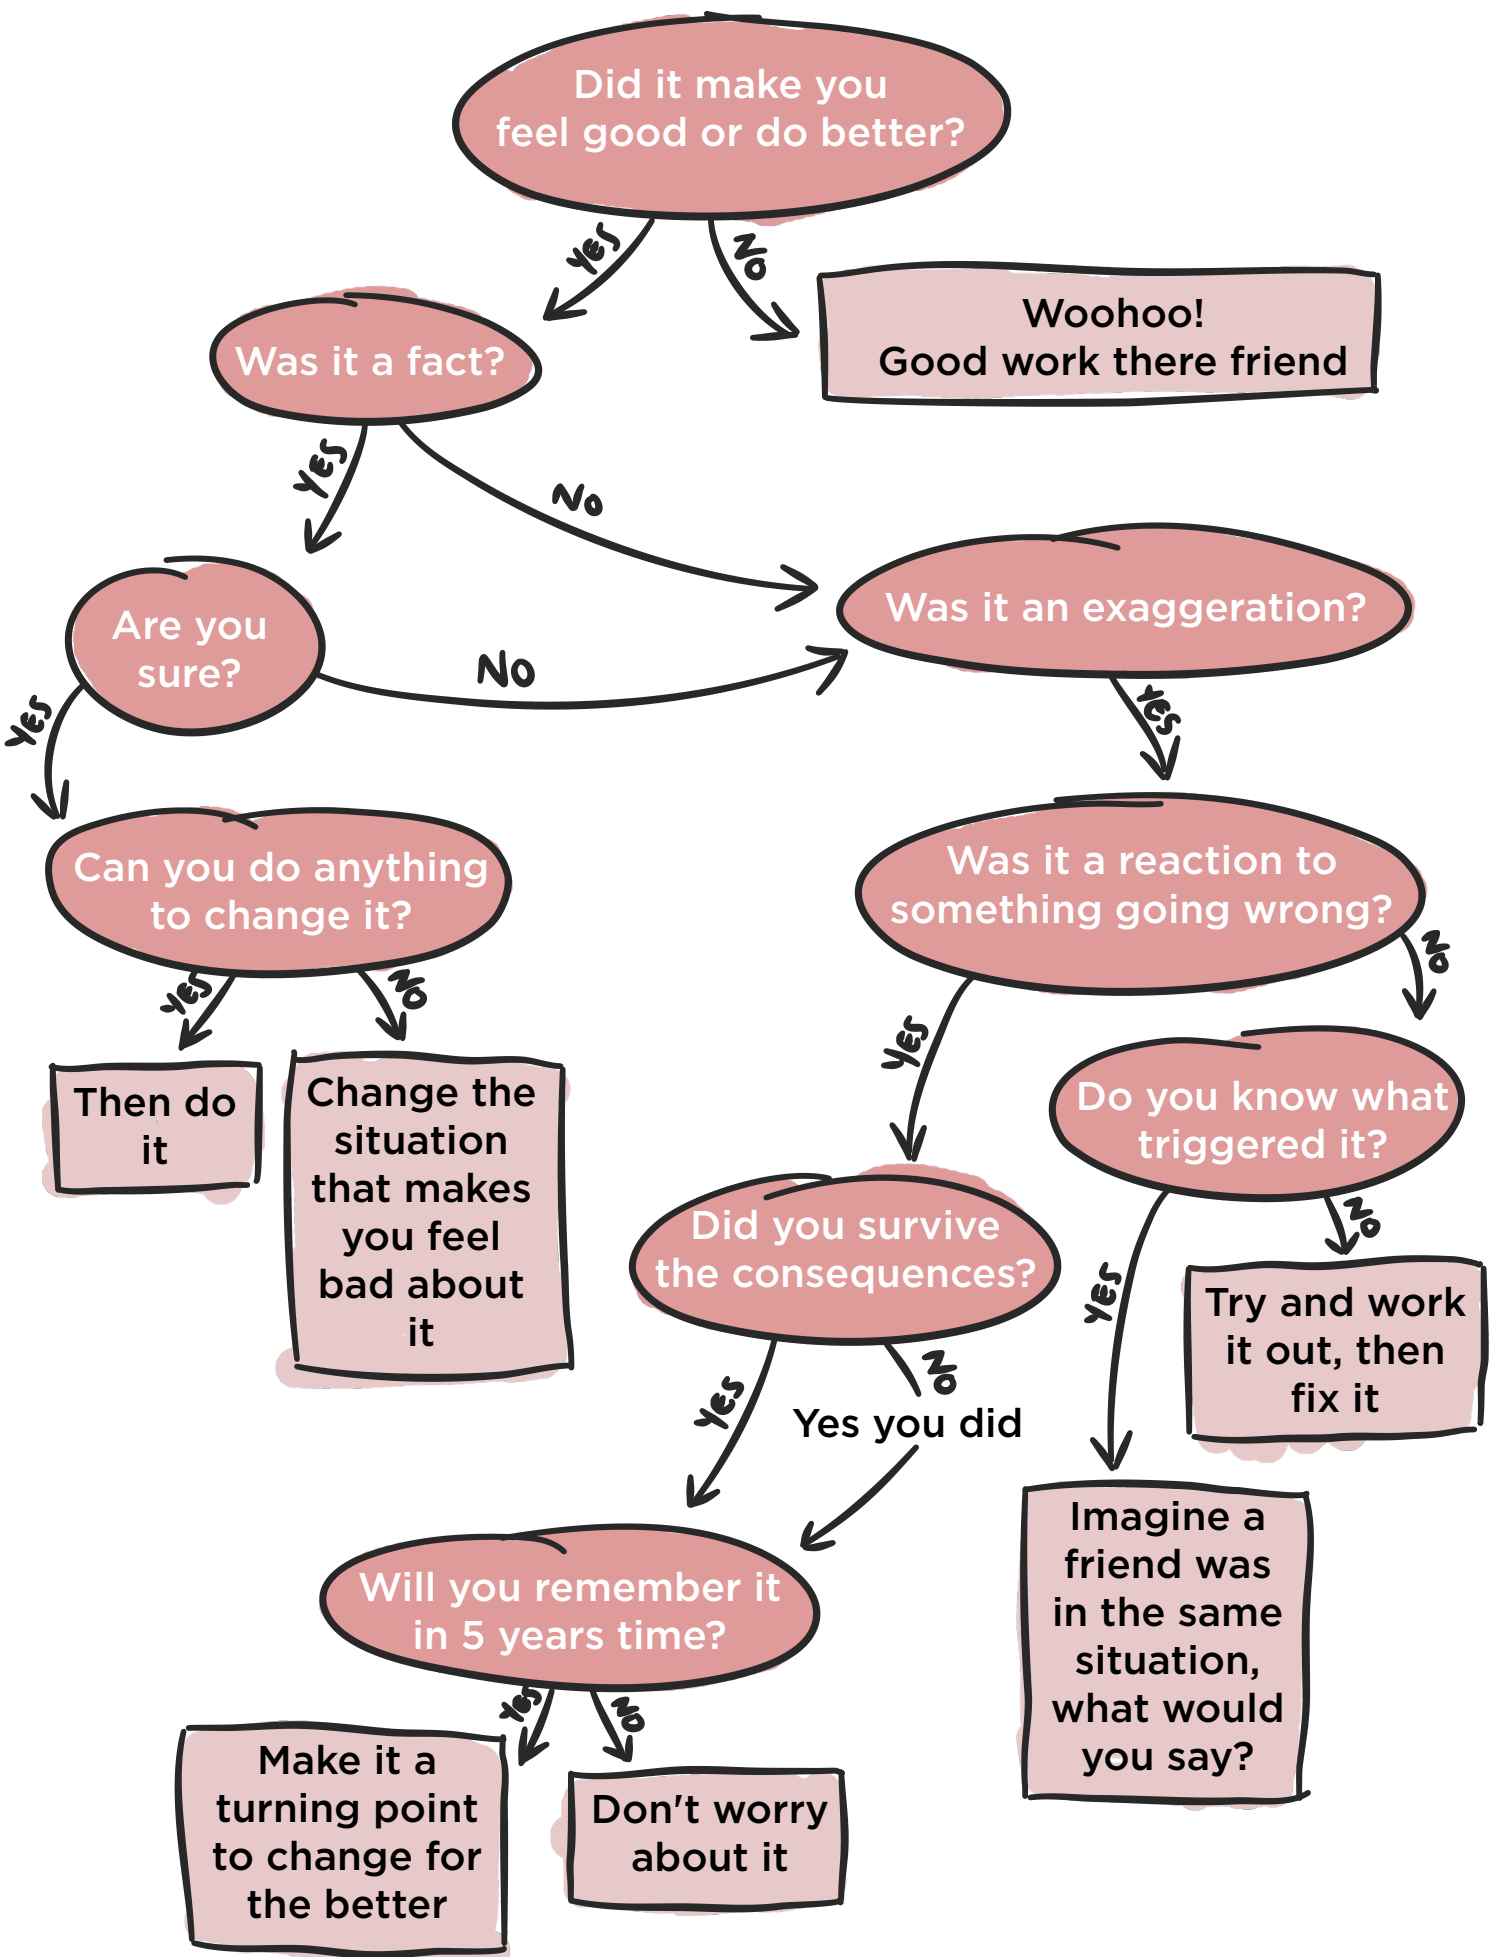 Did it make you
feel good or do better?
YES
NO
Woohoo!
Good work there friend
Was it a fact?
YES
NO
Are you
sure?
NO
Was it an exaggeration?
YES
YES
Can you do anything
to change it?
Was it a reaction to
something going wrong?
YES
NO
YES
NO
Then do
it
Change the
situation
that makes
you feel
bad about
it
Do you know what
triggered it?
YES
NO
Did you survive
the consequences?
Try and work
it out, then
fix it
YES
NO
Yes you did
Imagine a
friend was
in the same
situation,
what would
you say?
Will you remember it
in 5 years time?
YES
NO
Make it a
turning point
to change for
the better
Don't worry
about it